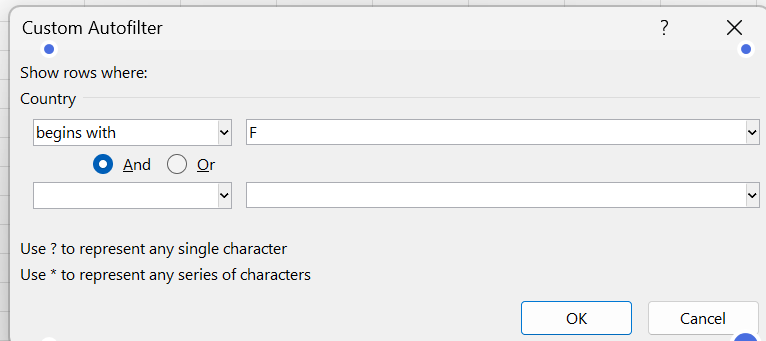 Custom Autofilter ?
Show rows where:
Country
begins with F
And Or
Use ? to represent any single character
Use * to represent any series of characters
OK Cancel